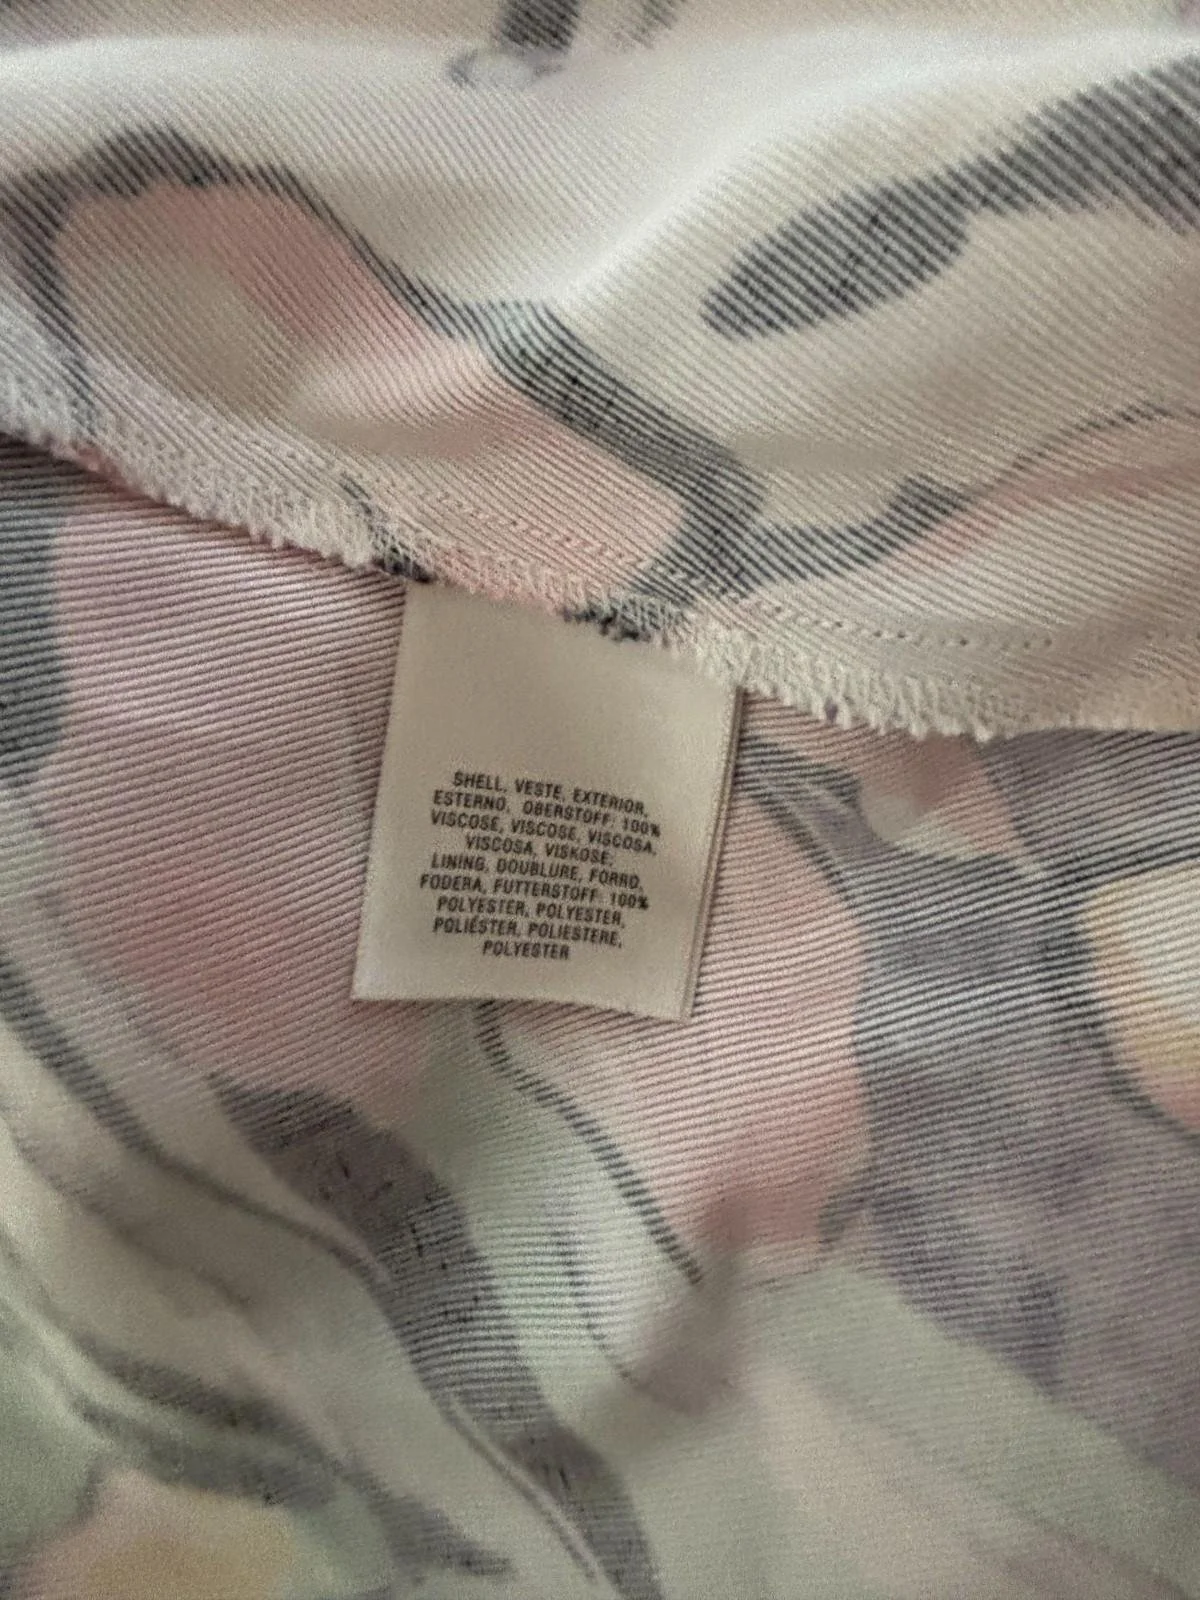 SHELL, VESTE, EXTERIOR,
ESTERNO, OBERSTOFF: 100%
VISCOSE, VISCOSE, VISCOSA,
VISCOSA, VISKOSE;
LINING, DOUBLURE, FORRO,
FODERA, FUTTERSTOFF: 100%
POLYESTER, POLYESTER,
POLIÉSTER, POLIESTERE,
POLYESTER